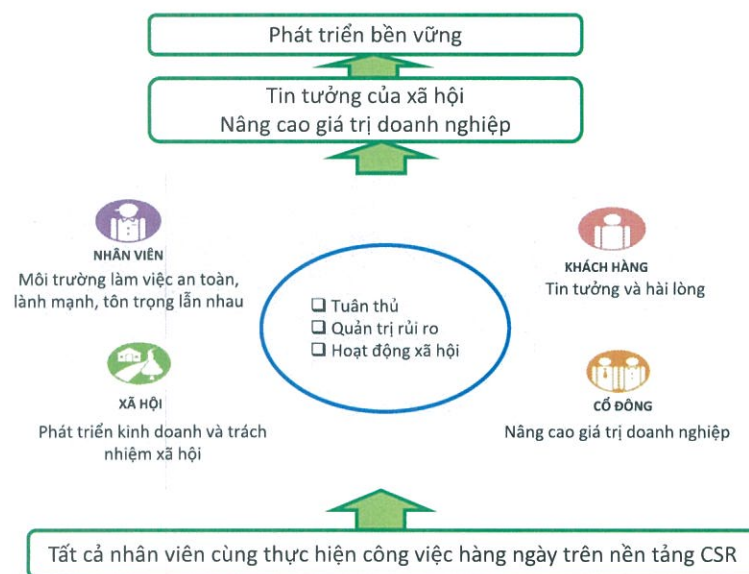 Phát triển bền vững
Tin tưởng của xã hội
Nâng cao giá trị doanh nghiệp
NHÂN VIÊN
Môi trường làm việc an toàn,
lành mạnh, tôn trọng lẫn nhau
KHÁCH HÀNG
Tin tưởng và hài lòng
❑ Tuân thủ
❑ Quản trị rủi ro
❑ Hoạt động xã hội
XÃ HỘI
Phát triển kinh doanh và trách
nhiệm xã hội
CỔ ĐÔNG
Nâng cao giá trị doanh nghiệp
Tất cả nhân viên cùng thực hiện công việc hàng ngày trên nền tảng CSR